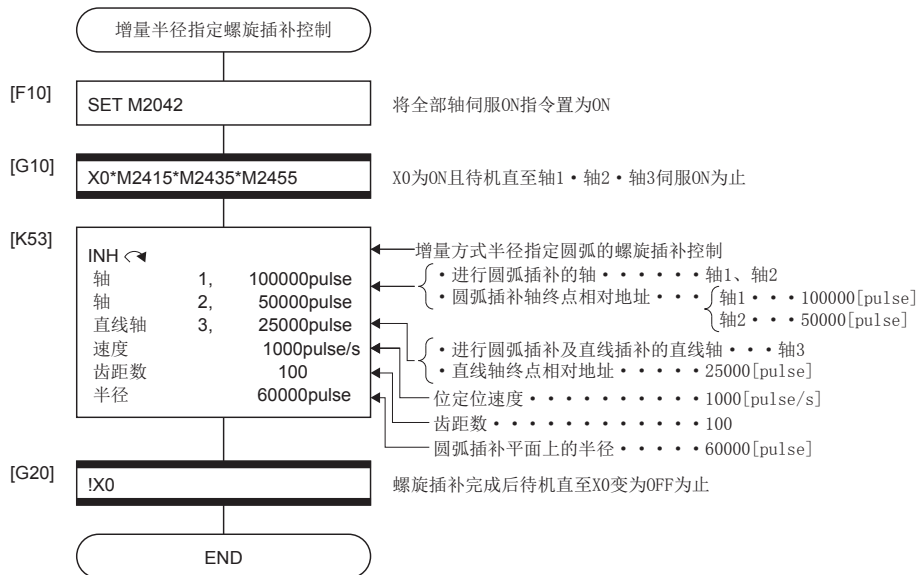 增量半径指定螺旋插补控制
[F10]
SET M2042
将全部轴伺服ON指令置为ON
[G10]
X0*M2415*M2435*M2455
X0为ON且待机直至轴1・轴2・轴3伺服ON为止
[K53]
INH
轴 1, 100000pulse
轴 2, 50000pulse
直线轴 3, 25000pulse
速度 1000pulse/s
齿距数 100
半径 60000pulse
增量方式半径指定圆弧的螺旋插补控制
・进行圆弧插补的轴・・・・・・轴1、轴2
・圆弧插补轴终点相对地址・・・
轴1・・・100000[pulse]
轴2・・・50000[pulse]
・进行圆弧插补及直线插补的直线轴・・・轴3
・直线轴终点相对地址・・・・・25000[pulse]
位定位速度・・・・・・・・・・・1000[pulse/s]
齿距数・・・・・・・・・・・・・100
圆弧插补平面上的半径・・・・・60000[pulse]
[G20]
!X0
螺旋插补完成后待机直至X0变为OFF为止
END